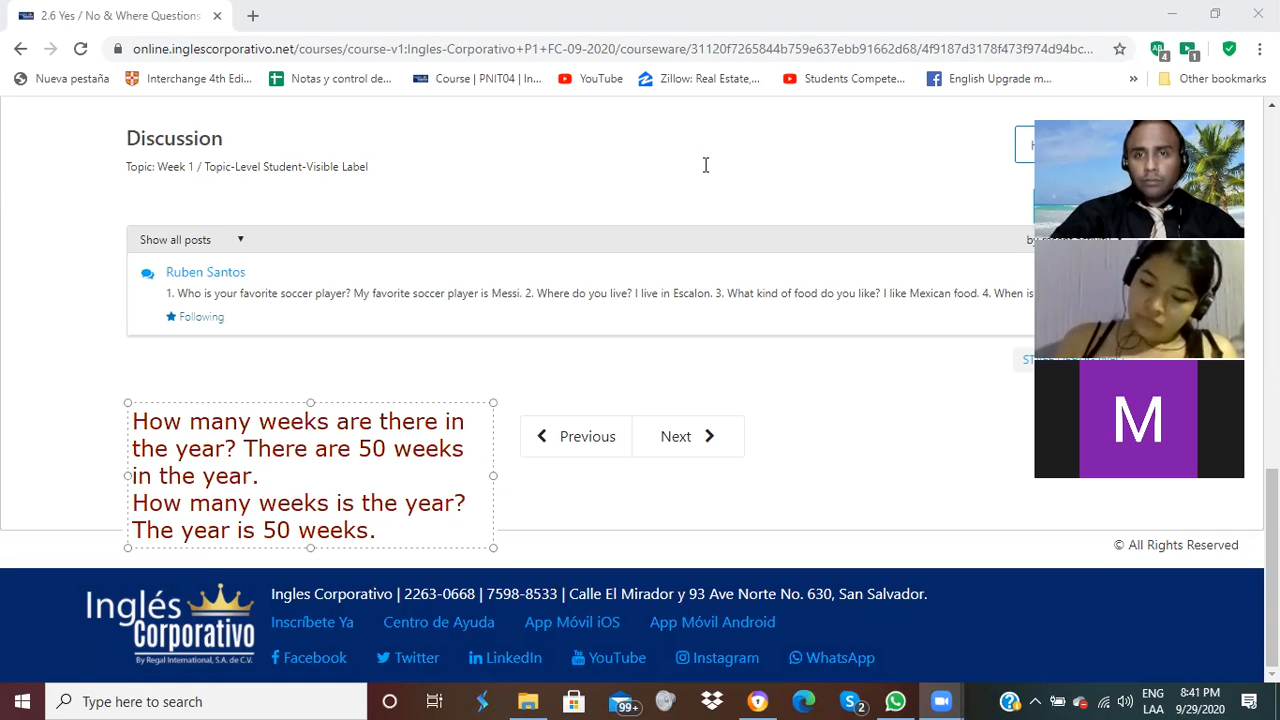 2.6 Yes / No & Where Questions
online.inglescorporativo.net/courses/course-v1:Ingles-Corporativo+P1+FC-09-2020/courseware/31120f7265844b759e637ebb91662d68/4f9187d3178f473f974d94bc...
4
1
Nueva pestaña
Interchange 4th Edi...
Notas y control de...
Course | PNIT04 | In...
YouTube
Zillow: Real Estate,...
Students Compete...
English Upgrade m...
»
Other bookmarks
Discussion
Topic: Week 1 / Topic-Level Student-Visible Label
Show all posts
Ruben Santos
1. Who is your favorite soccer player? My favorite soccer player is Messi. 2. Where do you live? I live in Escalon. 3. What kind of food do you like? I like Mexican food. 4. When is
Following
How many weeks are there in
the year? There are 50 weeks
in the year.
How many weeks is the year?
The year is 50 weeks.
Previous
Next
M
© All Rights Reserved
Inglés
Corporativo
By Regal International, S.A. de C.V.
Ingles Corporativo | 2263-0668 | 7598-8533 | Calle El Mirador y 93 Ave Norte No. 630, San Salvador.
Inscríbete Ya
Centro de Ayuda
App Móvil iOS
App Móvil Android
Facebook
Twitter
LinkedIn
YouTube
Instagram
WhatsApp
Type here to search
99+
2
ENG
LAA
8:41 PM
9/29/2020